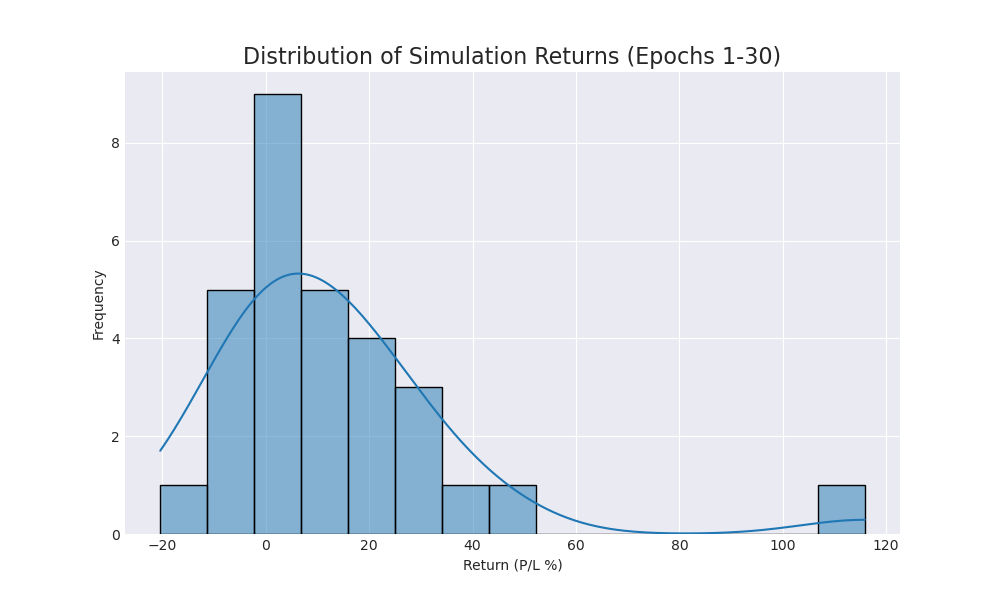 Distribution of Simulation Returns (Epochs 1-30)
8
6
4
2
0
Frequency
−20 0 20 40 60 80 100 120
Return (P/L %)